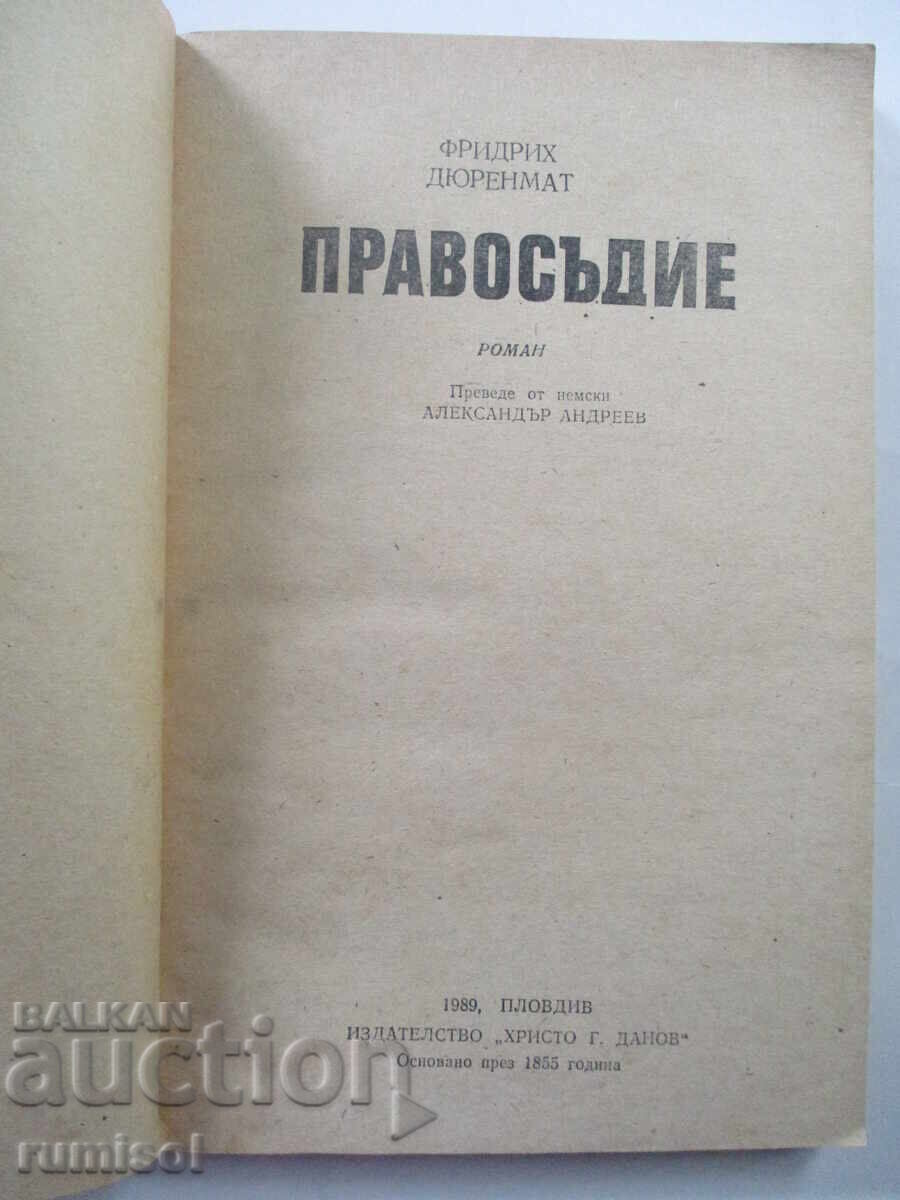 ФРИДРИХ
ДЮРЕНМАТ
ПРАВОСЪДИЕ
РОМАН
Преведе от немски
АЛЕКСАНДЪР АНДРЕЕВ
1989, ПЛОВДИВ
ИЗДАТЕЛСТВО „ХРИСТО Г. ДАНОВ“
Основано през 1855 година
BALKAN
auction
rumisol